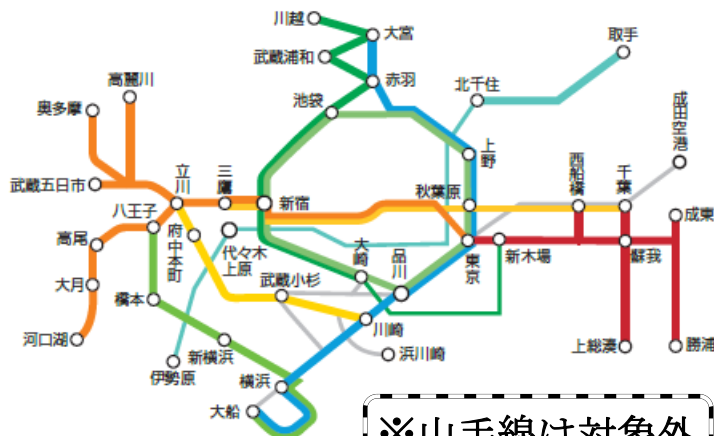 川越
大宮
取手
武蔵浦和
高麗川
赤羽
北千住
奥多摩
池袋
成田空港
上野
武蔵五日市
立川
三鷹
新宿
秋葉原
西船橋
千葉
八王子
成東
高尾
府中本町
代々木
上原
大崎
品川
東京
新木場
蘇我
大月
橋本
武蔵小杉
川崎
河口湖
新横浜
浜川崎
上総湊
勝浦
伊勢原
横浜
大船
※山手線は対象外